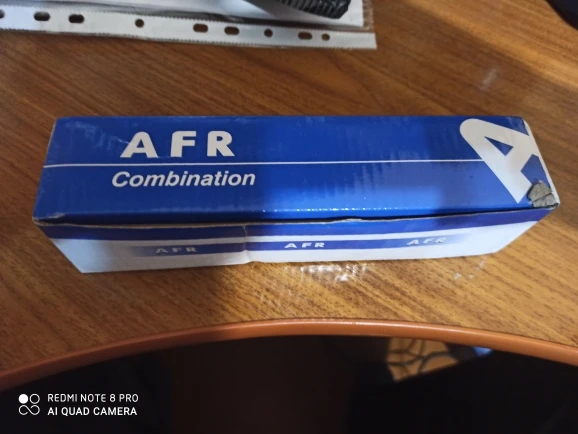 AFR
A
Combination
AFR
AFR
AFR
REDMI NOTE 8 PRO
AI QUAD CAMERA